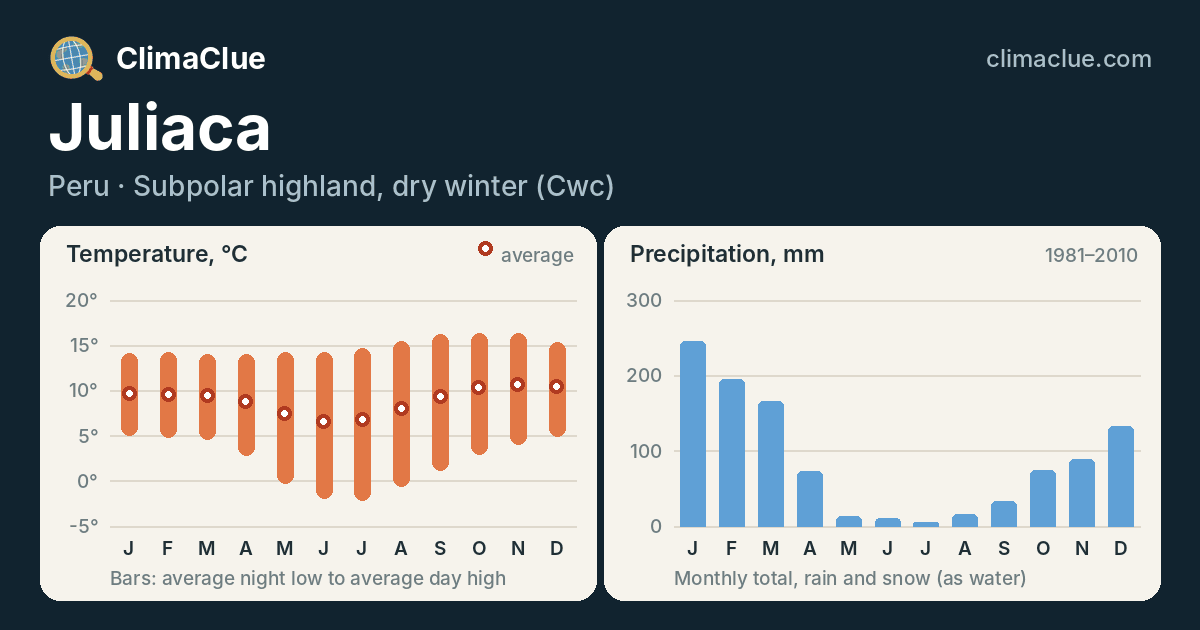 ClimaClue
climaclue.com
Juliaca
Peru · Subpolar highland, dry winter (Cwc)
Temperature, °C
average
20°
15°
10°
5°
0°
-5°
J F M A M J J A S O N D
Bars: average night low to average day high
Precipitation, mm
1981–2010
300
200
100
0
J F M A M J J A S O N D
Monthly total, rain and snow (as water)